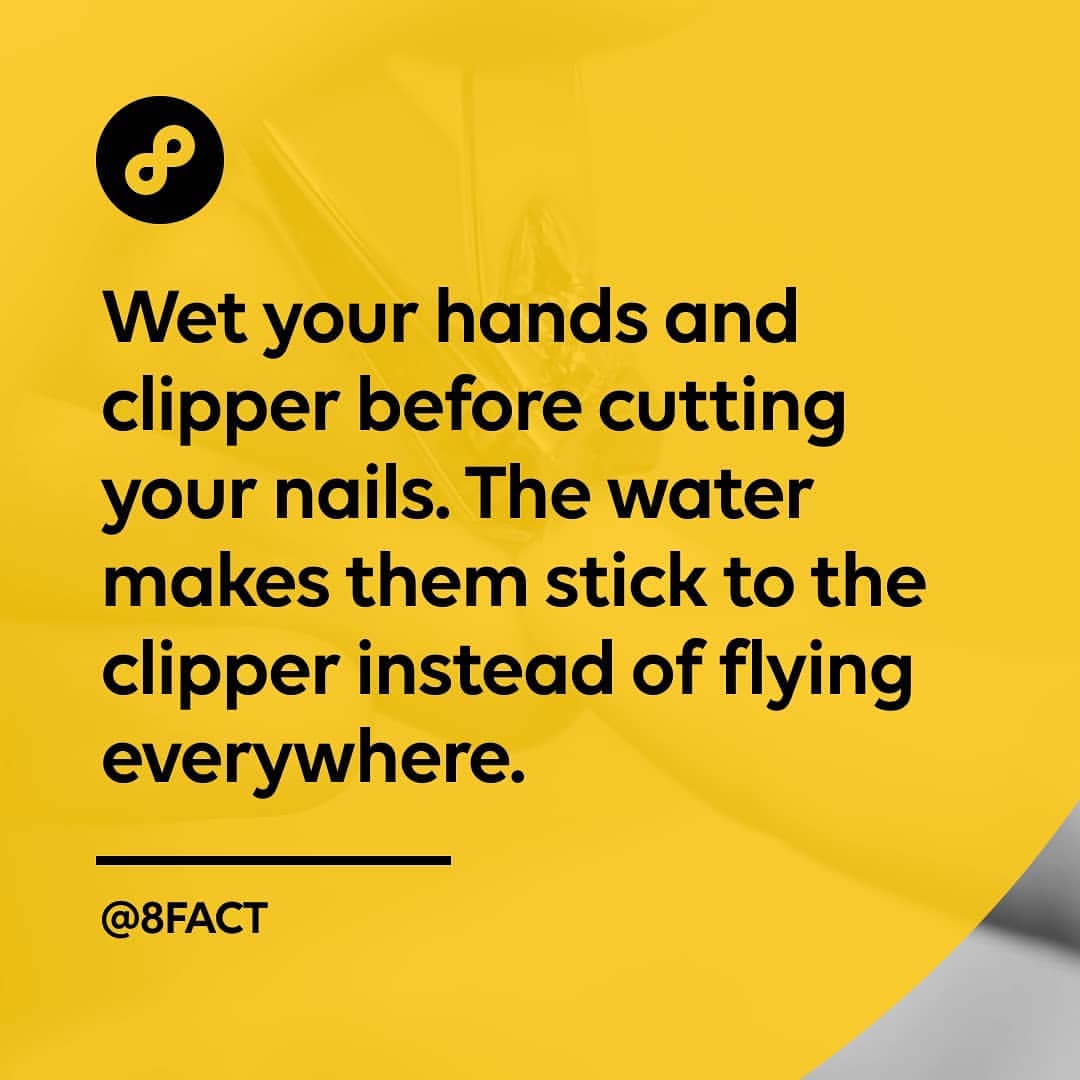 Wet your hands and
clipper before cutting
your nails. The water
makes them stick to the
clipper instead of flying
everywhere.
@8FACT